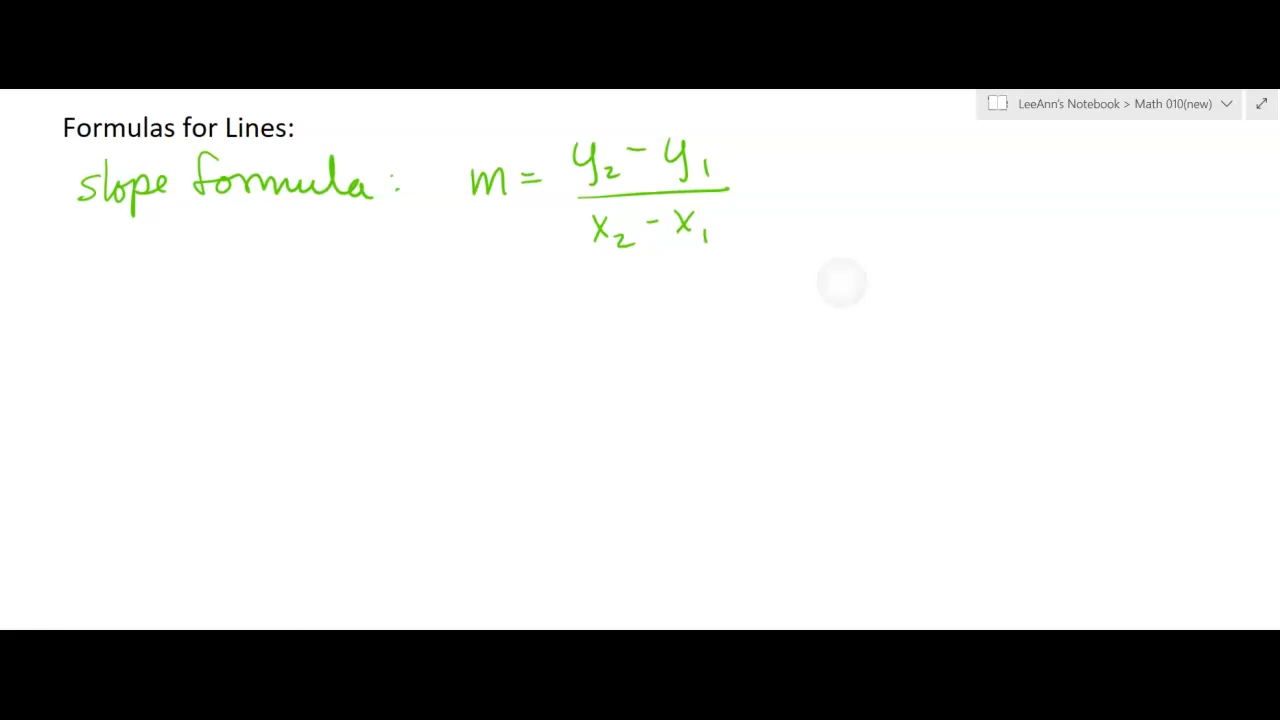 LeeAnn's Notebook > Math 010(new)
Formulas for Lines:
slope formula: m = y₂ - y₁ / x₂ - x₁